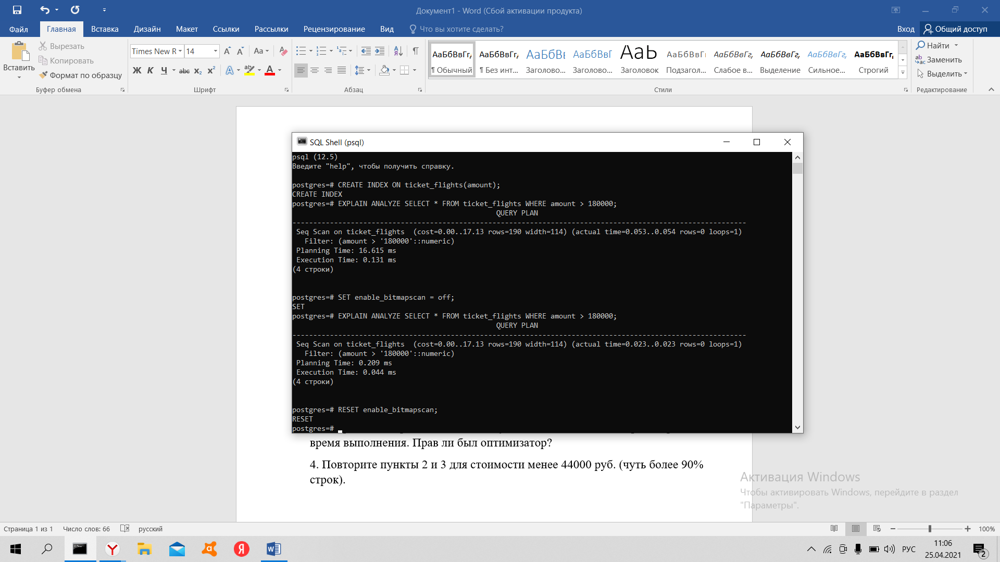 Документ1 - Word (Сбой активации продукта)
Файл Главная Вставка Дизайн Макет Ссылки Рассылки Рецензирование Вид Что вы хотите сделать? Вход Общий доступ
Вставить
Вырезать
Копировать
Формат по образцу
Буфер обмена
Times New R 14
Aa
Ж К Ч abc x₂ x²
Шрифт
Абзац
АаБбВвГг, АаБбВвГг, АаБбВг АаБбВвГ АаЬ АаБбВвГг АаБбВвГг, АаБбВвГг, АаБбВвГг, АаБбВвГг,
¶ Обычный ¶ Без инт... Заголово... Заголово... Заголовок Подзагол... Слабое в... Выделение Сильное... Строгий
Стили
Найти
Заменить
Выделить
Редактирование
SQL Shell (psql)
psql (12.5)
Введите "help", чтобы получить справку.
postgres=# CREATE INDEX ON ticket_flights(amount);
CREATE INDEX
postgres=# EXPLAIN ANALYZE SELECT * FROM ticket_flights WHERE amount > 180000;
QUERY PLAN
-------------------------------------------------------------------------------------------------------------
Seq Scan on ticket_flights  (cost=0.00..17.13 rows=190 width=114) (actual time=0.053..0.054 rows=0 loops=1)
Filter: (amount > '180000'::numeric)
Planning Time: 16.615 ms
Execution Time: 0.131 ms
(4 строки)
postgres=# SET enable_bitmapscan = off;
SET
postgres=# EXPLAIN ANALYZE SELECT * FROM ticket_flights WHERE amount > 180000;
QUERY PLAN
-------------------------------------------------------------------------------------------------------------
Seq Scan on ticket_flights  (cost=0.00..17.13 rows=190 width=114) (actual time=0.023..0.023 rows=0 loops=1)
Filter: (amount > '180000'::numeric)
Planning Time: 0.209 ms
Execution Time: 0.044 ms
(4 строки)
postgres=# RESET enable_bitmapscan;
RESET
postgres=#
время выполнения. Прав ли был оптимизатор?
4. Повторите пункты 2 и 3 для стоимости менее 44000 руб. (чуть более 90%
строк).
Активация Windows
Чтобы активировать Windows, перейдите в раздел
"Параметры".
Страница 1 из 1 Число слов: 66 русский 100%
РУС
11:06
25.04.2021
2